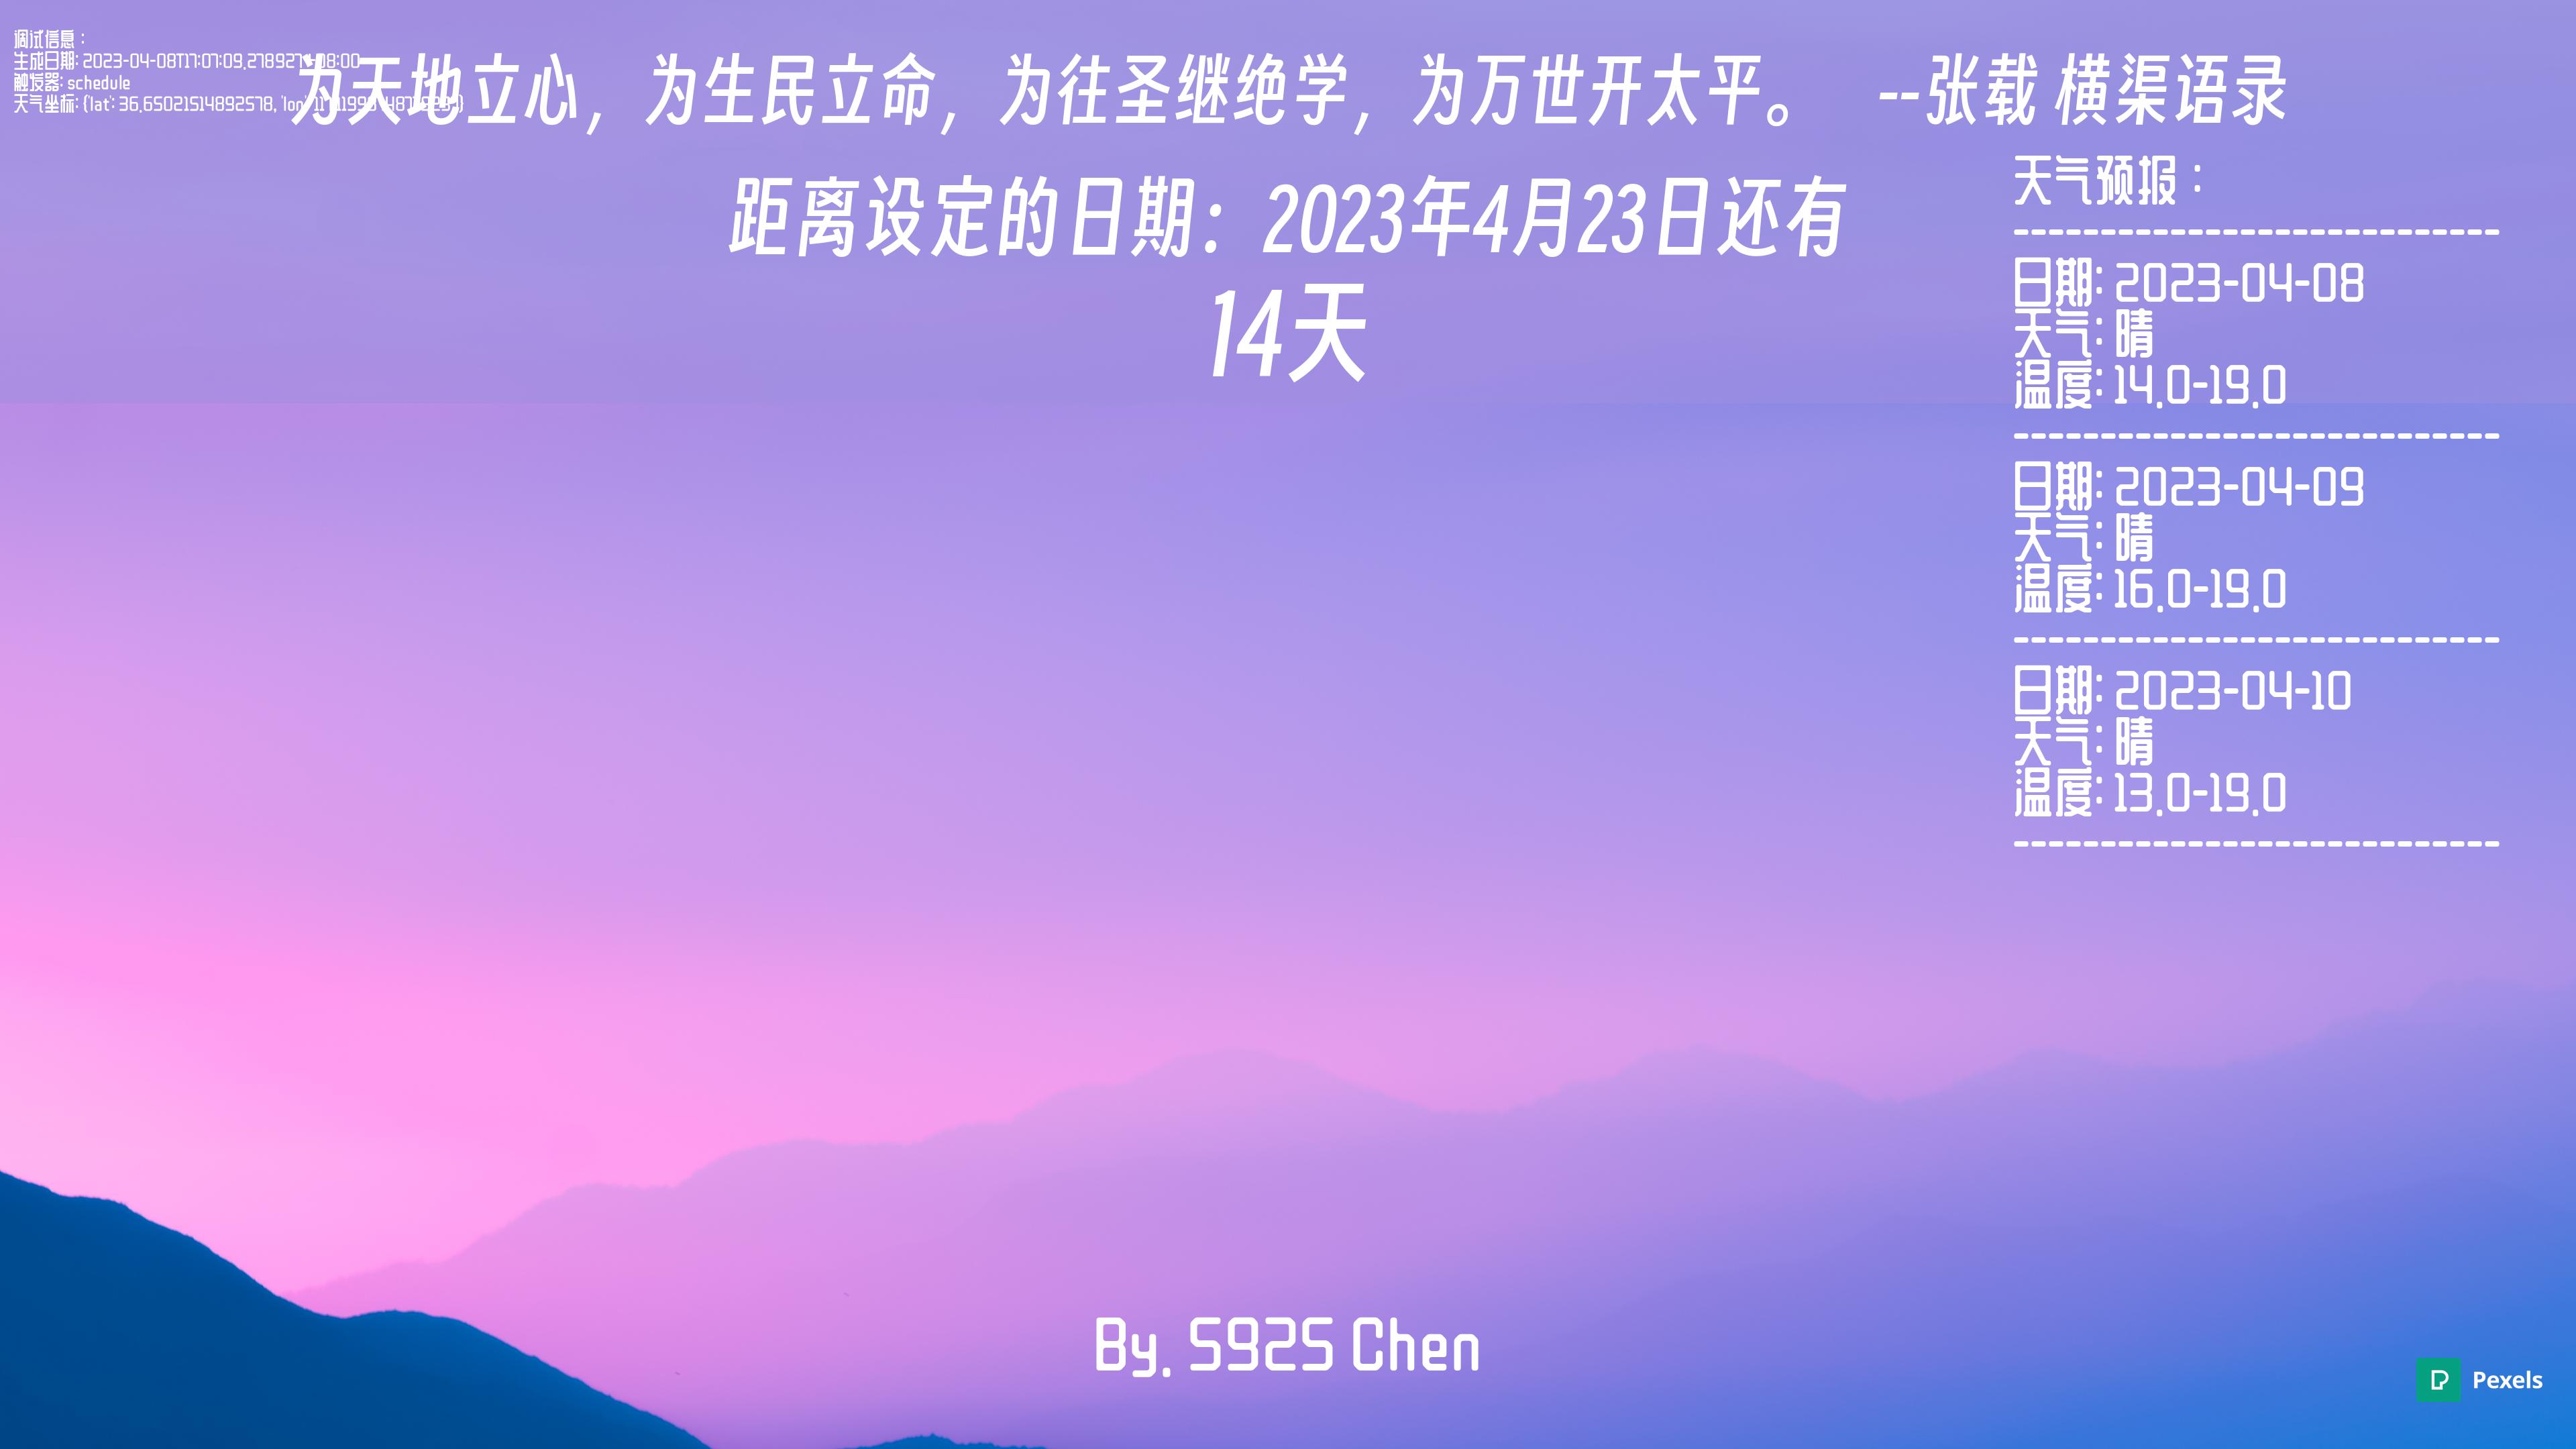 调试信息：
生成日期: 2023-04-08T17:07:09.278927+08:00
触发器: schedule
天气坐标: {'lat': 36.65021514892578, 'lon':
为天地立心，为生民立命，为往圣继绝学，为万世开太平。 --张载 横渠语录
距离设定的日期：2023年4月23日还有
14天
天气预报：
----------------------------
日期: 2023-04-08
天气: 晴
温度: 14.0-19.0
----------------------------
日期: 2023-04-09
天气: 晴
温度: 16.0-19.0
----------------------------
日期: 2023-04-10
天气: 晴
温度: 13.0-19.0
----------------------------
By. S92S Chen
Pexels